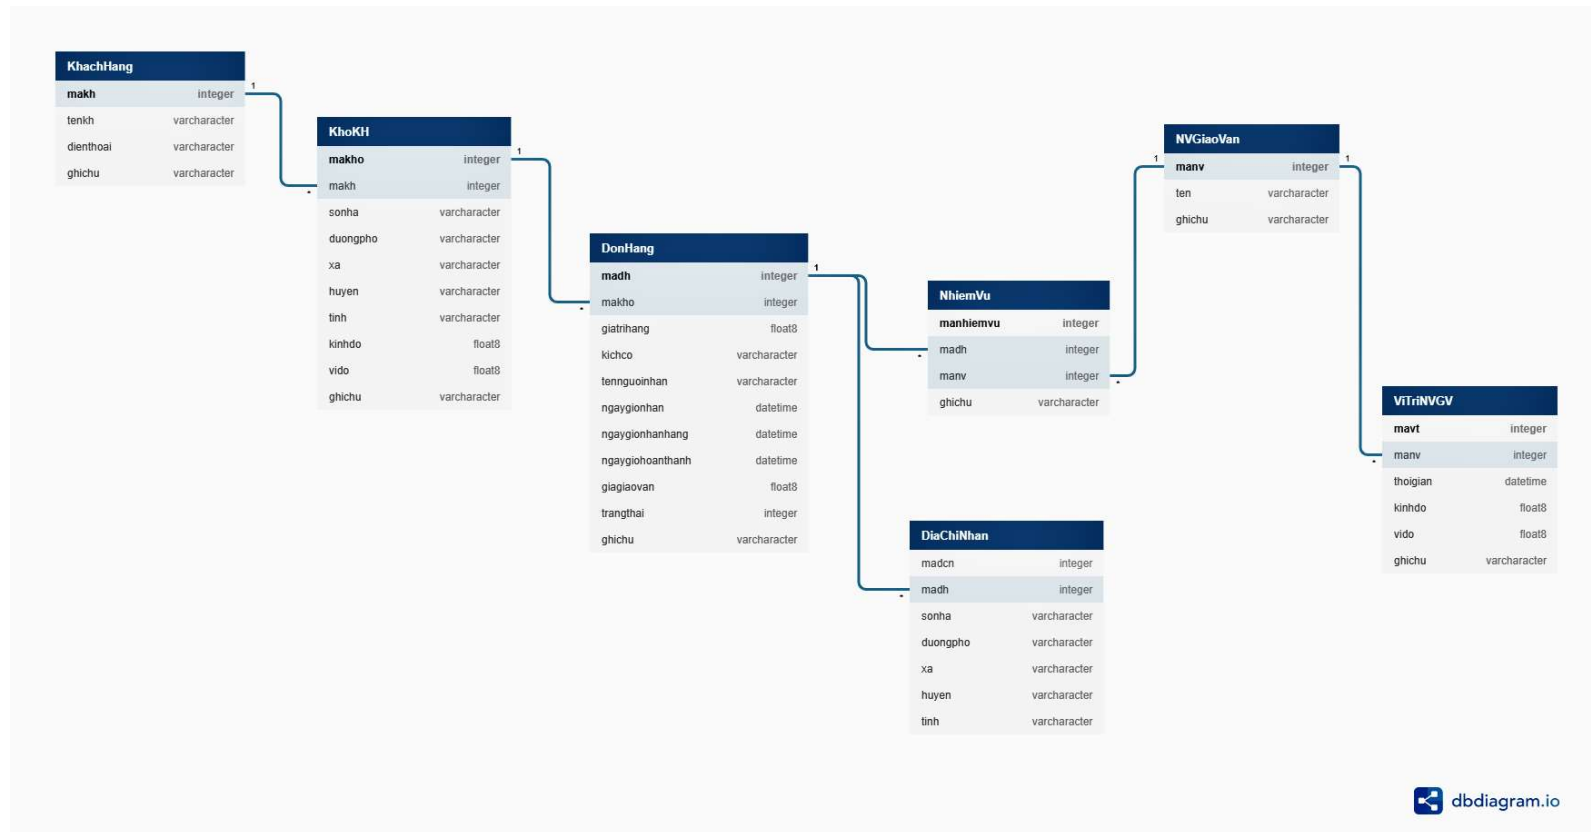 KhachHang
makh integer
tenkh varcharacter
dienthoai varcharacter
ghichu varcharacter
1
*
KhoKH
makho integer
makh integer
sonha varcharacter
duongpho varcharacter
xa varcharacter
huyen varcharacter
tinh varcharacter
kinhdo float8
vido float8
ghichu varcharacter
1
*
DonHang
madh integer
makho integer
giatrihang float8
kichco varcharacter
tennguoinhan varcharacter
ngaygionhan datetime
ngaygionhanhang datetime
ngaygiohoanthanh datetime
giagiaovan float8
trangthai integer
ghichu varcharacter
1
*
NhiemVu
manhiemvu integer
madh integer
manv integer
ghichu varcharacter
*
1
NVGiaoVan
manv integer
ten varcharacter
ghichu varcharacter
1
*
ViTriNVGV
mavt integer
manv integer
thoigian datetime
kinhdo float8
vido float8
ghichu varcharacter
*
DiaChiNhan
madcn integer
madh integer
sonha varcharacter
duongpho varcharacter
xa varcharacter
huyen varcharacter
tinh varcharacter
dbdiagram.io